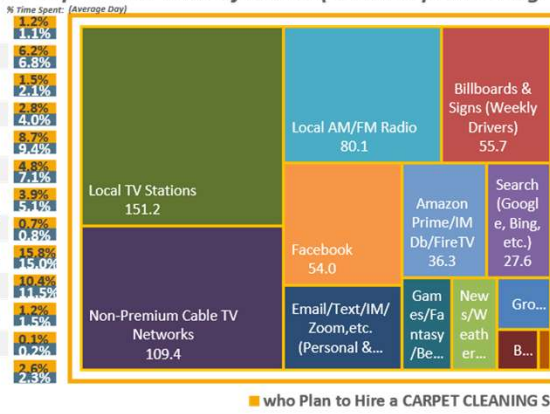 % Time Spent: (Average Day)
1.2%
1.1%
6.2%
6.8%
1.5%
2.1%
2.8%
4.0%
8.7%
9.4%
4.8%
7.1%
3.9%
5.1%
0.7%
0.8%
15.8%
15.0%
10.4%
11.5%
1.2%
1.5%
0.1%
0.2%
2.6%
2.3%
Local TV Stations
151.2
Non-Premium Cable TV
Networks
109.4
Local AM/FM Radio
80.1
Billboards &
Signs (Weekly
Drivers)
55.7
Facebook
54.0
Amazon
Prime/IM
Db/FireTV
36.3
Search
(Googl
e, Bing,
etc.)
27.6
Email/Text/IM/
Zoom,etc.
(Personal &...
Gam
es/Fa
ntasy
/Be...
New
s/W
eath
er...
Gro...
B...
who Plan to Hire a CARPET CLEANING S